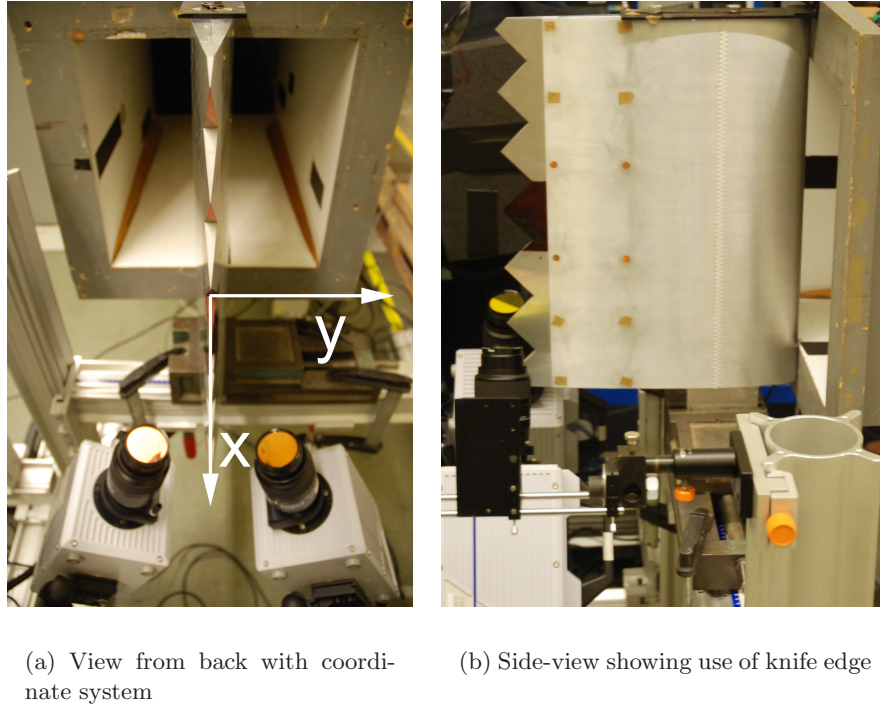 y
x
(a) View from back with coordi-
nate system
(b) Side-view showing use of knife edge